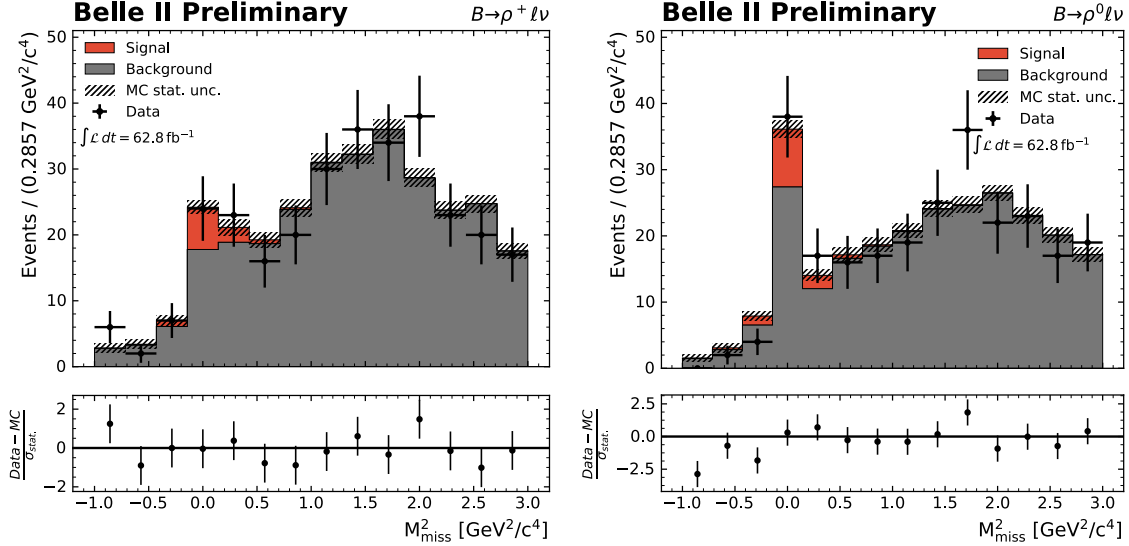 Belle II Preliminary B→ρ⁺ℓν
Events / (0.2857 GeV²/c⁴)
50
40
30
20
10
0
Signal
Background
MC stat. unc.
Data
∫ℒ dt = 62.8 fb⁻¹
Data − MC
σstat.
2
0
−2
−1.0 −0.5 0.0 0.5 1.0 1.5 2.0 2.5 3.0
M²miss [GeV²/c⁴]
Belle II Preliminary B→ρ⁰ℓν
Events / (0.2857 GeV²/c⁴)
50
40
30
20
10
0
Signal
Background
MC stat. unc.
Data
∫ℒ dt = 62.8 fb⁻¹
Data − MC
σstat.
2.5
0.0
−2.5
−1.0 −0.5 0.0 0.5 1.0 1.5 2.0 2.5 3.0
M²miss [GeV²/c⁴]